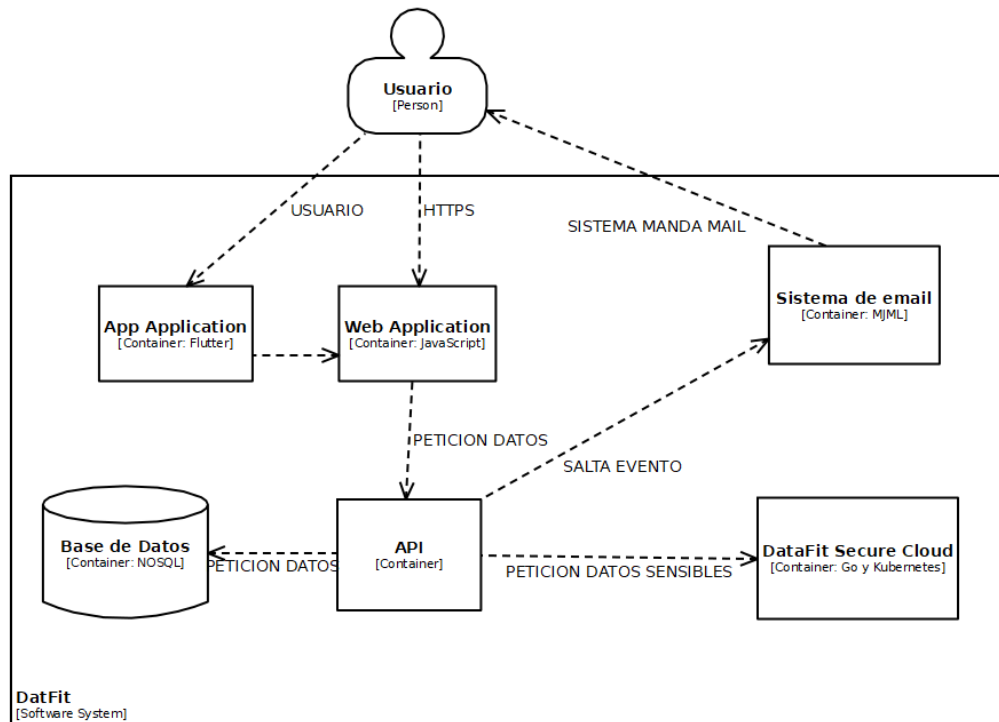 Usuario
[Person]
USUARIO
HTTPS
SISTEMA MANDA MAIL
App Application
[Container: Flutter]
Web Application
[Container: JavaScript]
Sistema de email
[Container: MJML]
PETICION DATOS
SALTA EVENTO
Base de Datos
[Container: NOSQL]
PETICION DATOS
API
[Container]
PETICION DATOS SENSIBLES
DataFit Secure Cloud
[Container: Go y Kubernetes]
DatFit
[Software System]